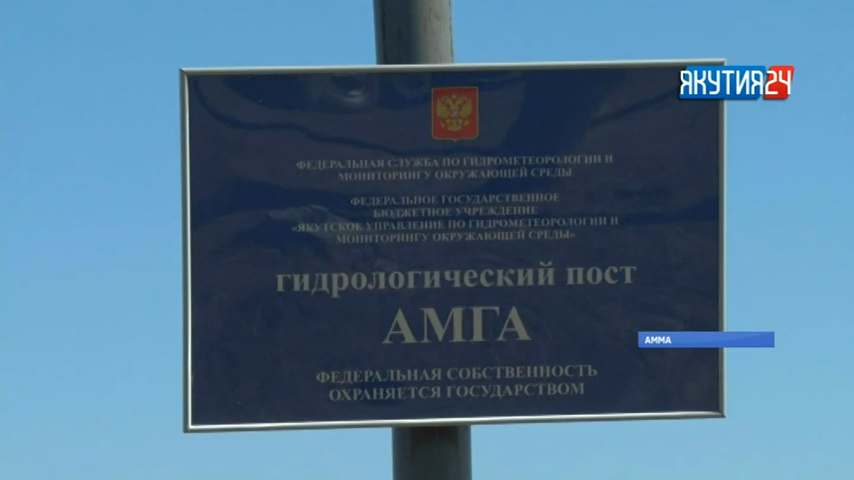 ЯКУТИЯ24
ФЕДЕРАЛЬНАЯ СЛУЖБА ПО ГИДРОМЕТЕОРОЛОГИИ И
МОНИТОРИНГУ ОКРУЖАЮЩЕЙ СРЕДЫ
ФЕДЕРАЛЬНОЕ ГОСУДАРСТВЕННОЕ
БЮДЖЕТНОЕ УЧРЕЖДЕНИЕ
«ЯКУТСКОЕ УПРАВЛЕНИЕ ПО ГИДРОМЕТЕОРОЛОГИИ И
МОНИТОРИНГУ ОКРУЖАЮЩЕЙ СРЕДЫ»
гидрологический пост
АМГА
АММА
ФЕДЕРАЛЬНАЯ СОБСТВЕННОСТЬ
ОХРАНЯЕТСЯ ГОСУДАРСТВОМ